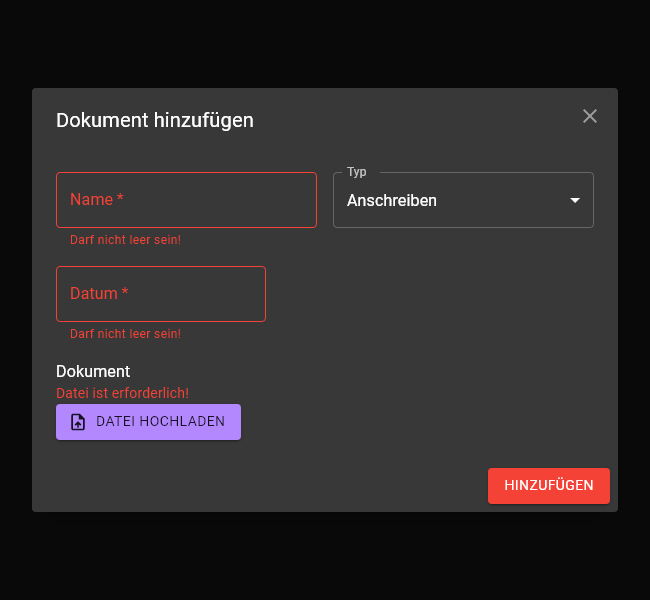 Dokument hinzufügen
Typ
Name *
Anschreiben
Darf nicht leer sein!
Datum *
Darf nicht leer sein!
Dokument
Datei ist erforderlich!
DATEI HOCHLADEN
HINZUFÜGEN